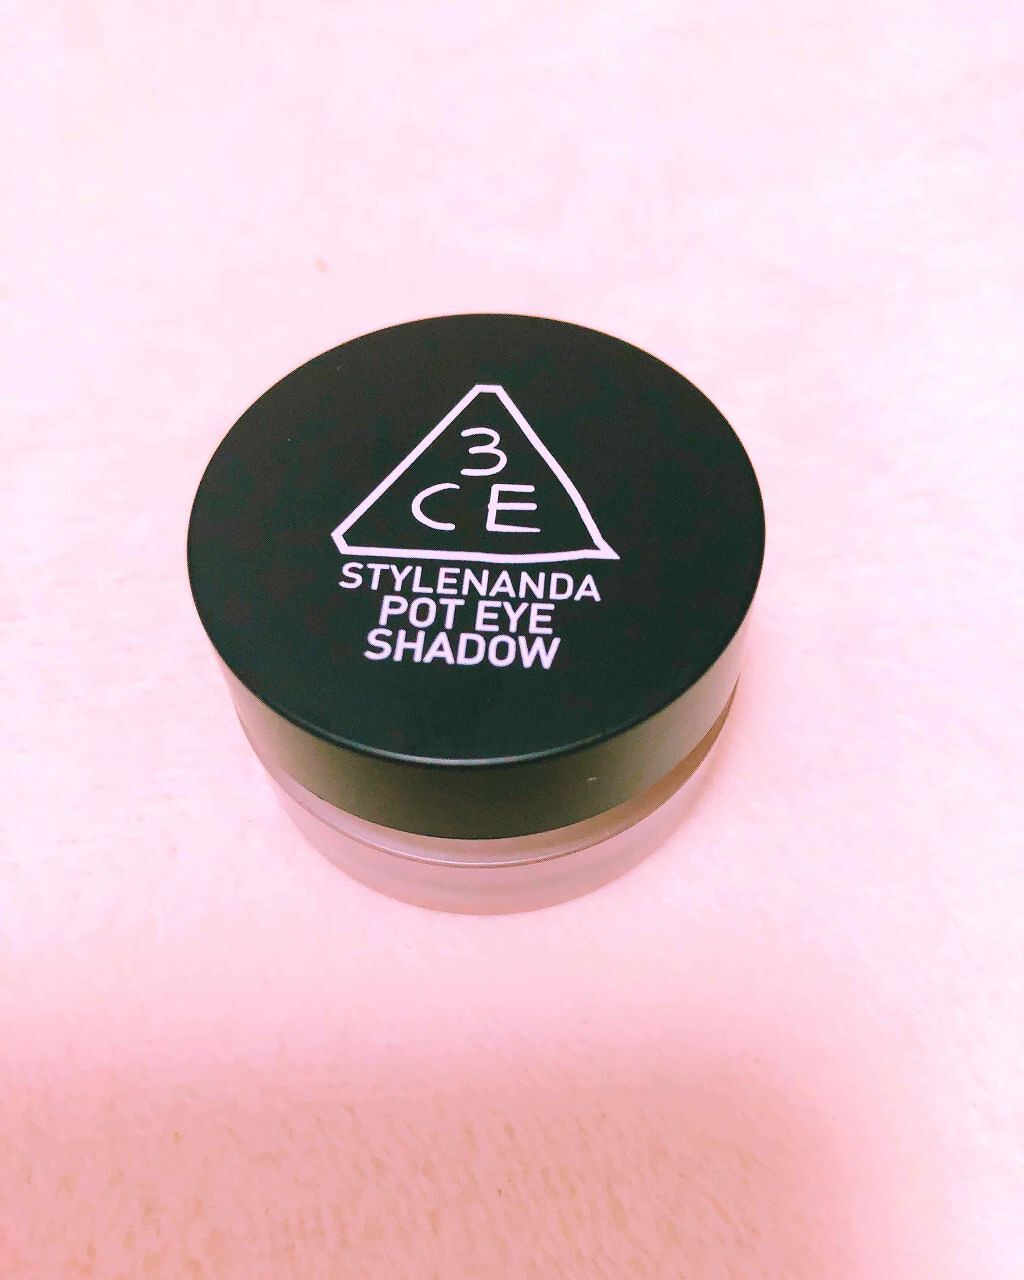 3
CE
STYLENANDA
POT EYE
SHADOW